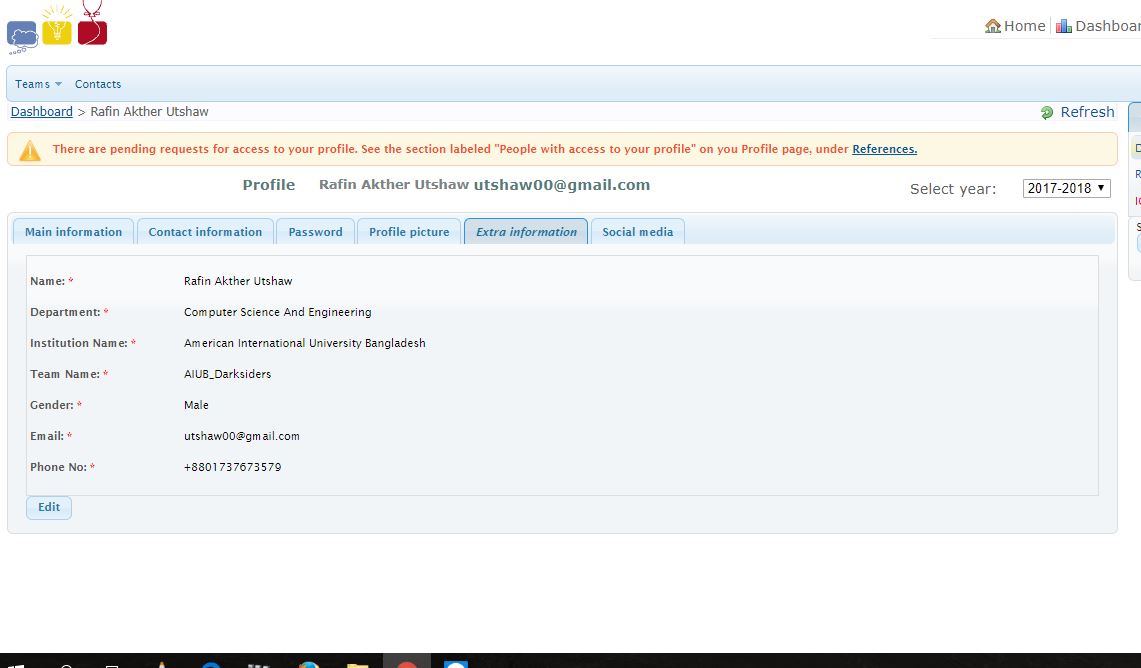 Home Dashboar
Teams Contacts
Dashboard > Rafin Akther Utshaw
Refresh
There are pending requests for access to your profile. See the section labeled "People with access to your profile" on you Profile page, under References.
Profile Rafin Akther Utshaw utshaw00@gmail.com
Select year: 2017-2018
Main information Contact information Password Profile picture Extra information Social media
Name: * Rafin Akther Utshaw
Department: * Computer Science And Engineering
Institution Name: * American International University Bangladesh
Team Name: * AIUB_Darksiders
Gender: * Male
Email: * utshaw00@gmail.com
Phone No: * +8801737673579
Edit